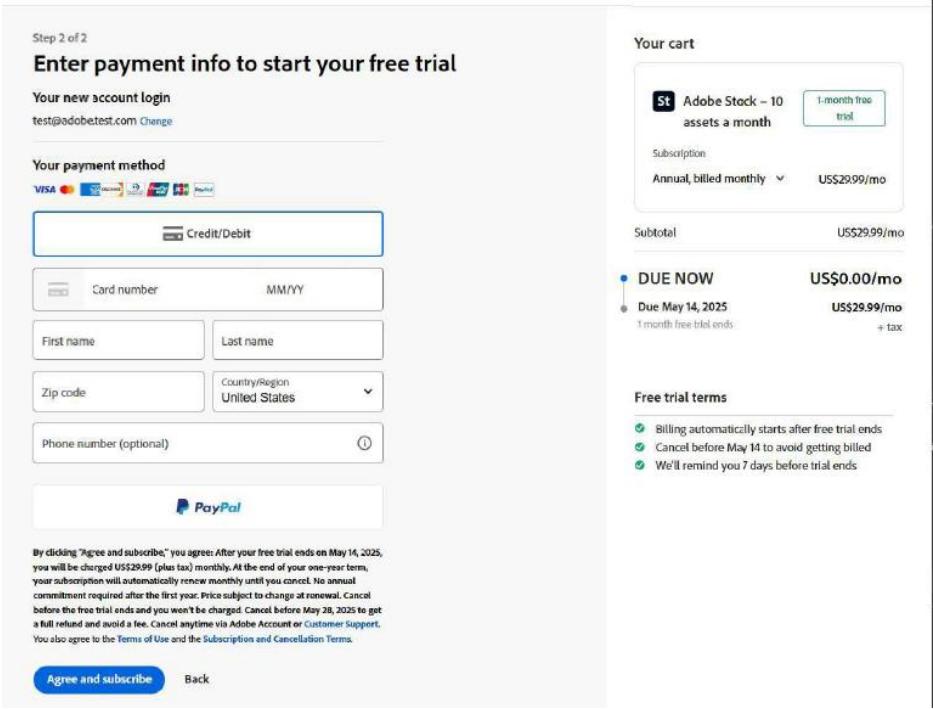 Step 2 of 2
Enter payment info to start your free trial
Your new account login
test@adobetest.com Change
Your payment method
VISA DISCOVER PayPal
Credit/Debit
Card number MM/YY
First name Last name
Zip code
Country/Region
United States
Phone number (optional)
PayPal
By clicking "Agree and subscribe," you agree: After your free trial ends on May 14, 2025,
you will be charged US$29.99 (plus tax) monthly. At the end of your one-year term,
your subscription will automatically renew monthly until you cancel. No annual
commitment required after the first year. Price subject to change at renewal. Cancel
before the free trial ends and you won't be charged. Cancel before May 28, 2025 to get
a full refund and avoid a fee. Cancel anytime via Adobe Account or Customer Support.
You also agree to the Terms of Use and the Subscription and Cancellation Terms.
Agree and subscribe Back
Your cart
St Adobe Stock – 10
assets a month
1-month free
trial
Subscription
Annual, billed monthly US$29.99/mo
Subtotal US$29.99/mo
DUE NOW US$0.00/mo
Due May 14, 2025 US$29.99/mo
1 month free trial ends + tax
Free trial terms
Billing automatically starts after free trial ends
Cancel before May 14 to avoid getting billed
We'll remind you 7 days before trial ends